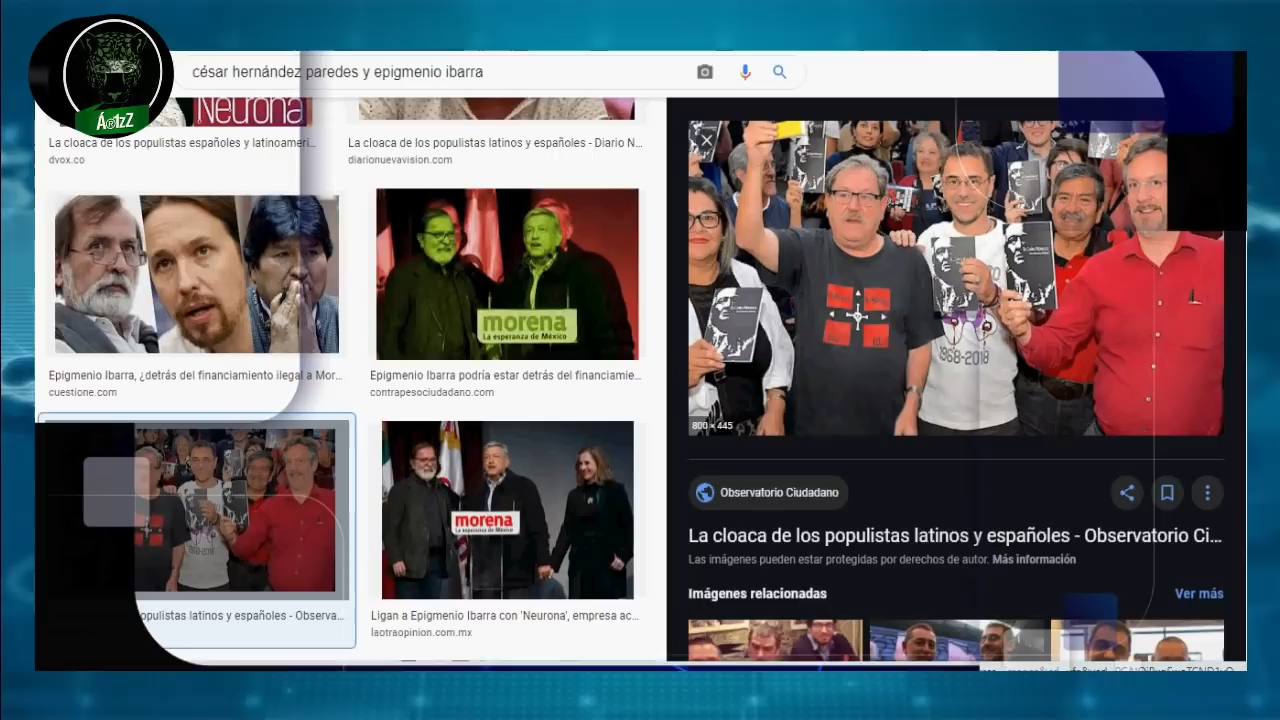 césar hernández paredes y epigmenio ibarra
Neurona
ÁꞫ1zZ
La cloaca de los populistas españoles y latinoameri...
dvox.co
La cloaca de los populistas españoles - Diario N...
diarionuevavision.com
morena
La esperanza de México
1968-2018
Epigmenio Ibarra, ¿detrás del financiamiento ilegal a Mor...
cuestione.com
Epigmenio Ibarra podría estar detrás del financiamie...
contrapesociudadano.com
800 × 445
morena
La esperanza de México
Observatorio Ciudadano
La cloaca de los populistas latinos y españoles - Observatorio Ci...
Las imágenes pueden estar protegidas por derechos de autor. Más información
Imágenes relacionadas
Ver más
opulistas latinos y españoles - Observa...
Ligan a Epigmenio Ibarra con 'Neurona', empresa ac...
laotraopinion.com.mx